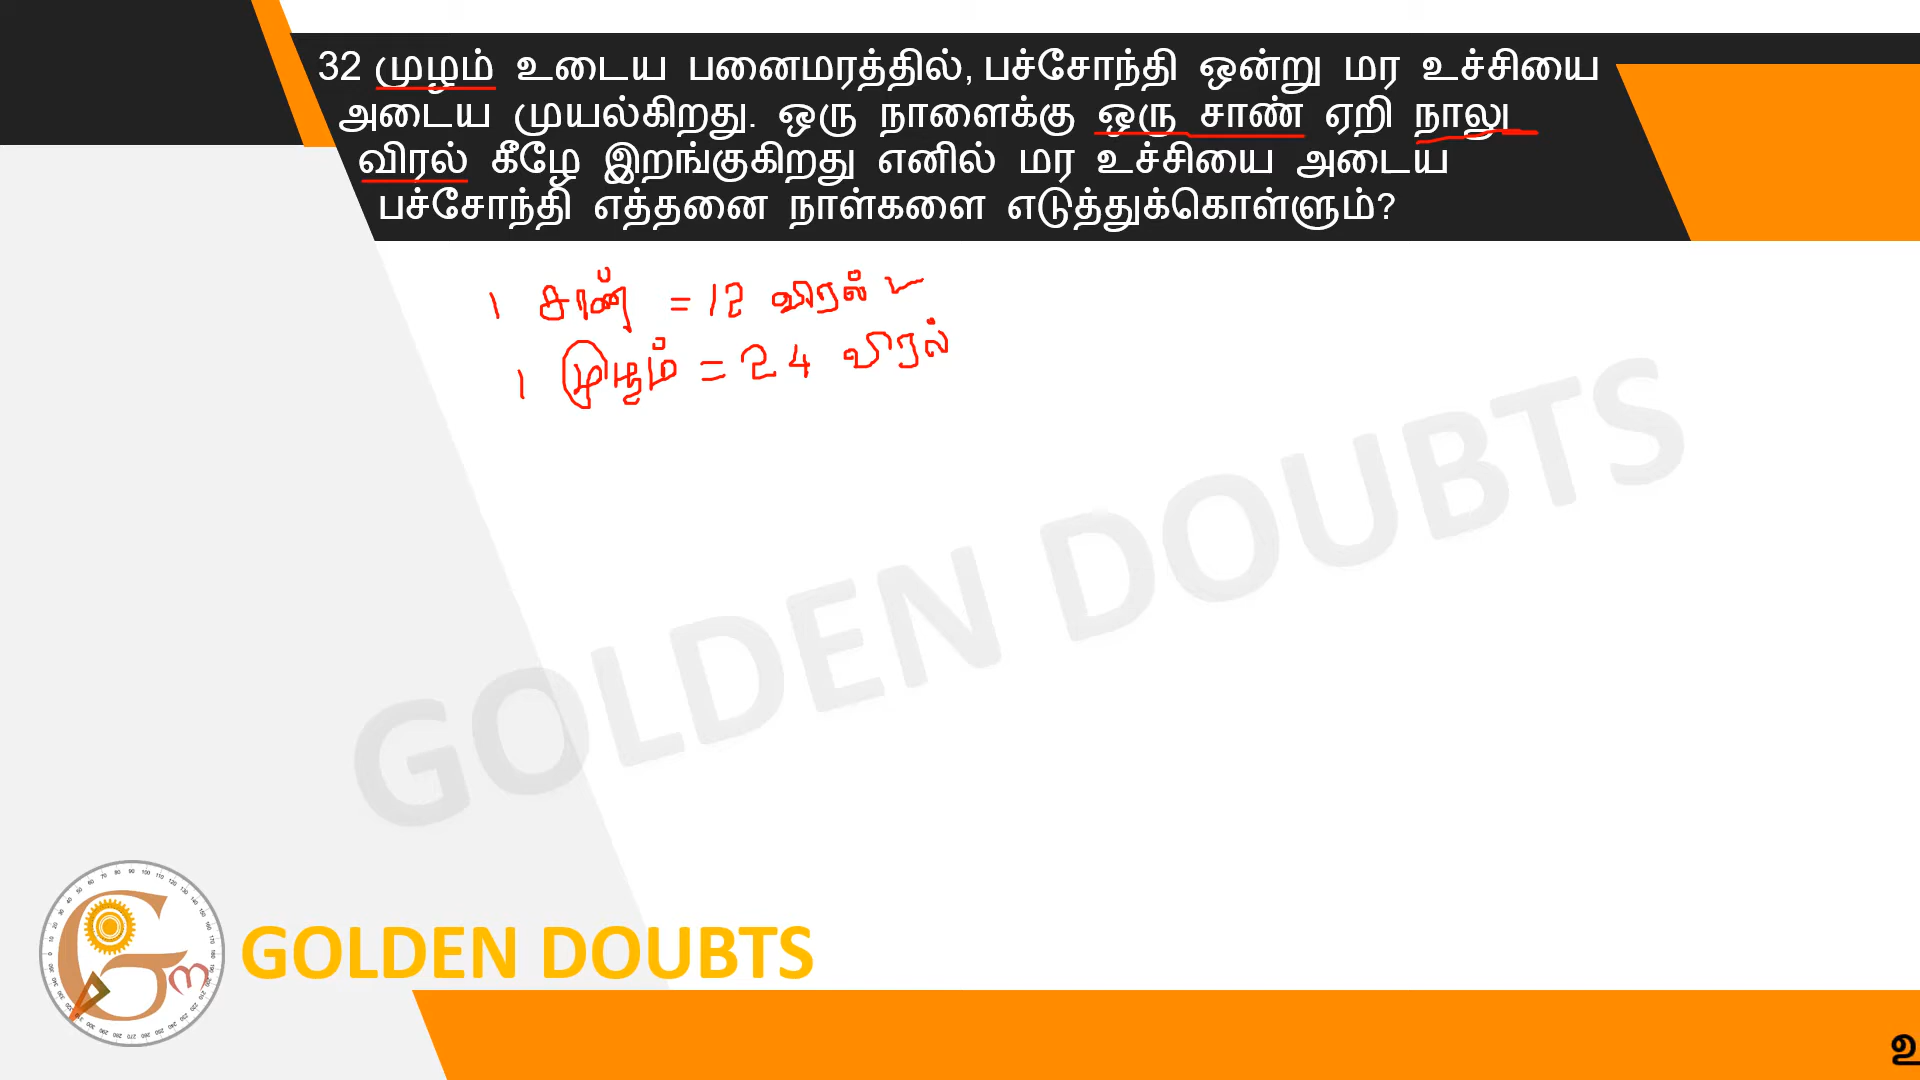 32 முழம் உடைய பனைமரத்தில், பச்சோந்தி ஒன்று மர உச்சியை
அடைய முயல்கிறது. ஒரு நாளைக்கு ஒரு சாண் ஏறி நாலு
விரல் கீழே இறங்குகிறது எனில் மர உச்சியை அடைய
பச்சோந்தி எத்தனை நாள்களை எடுத்துக்கொள்ளும்?
1 சாண் = 12 விரல்
1 முழம் = 24 விரல்
GOLDEN DOUBTS
GOLDEN DOUBTS
உ